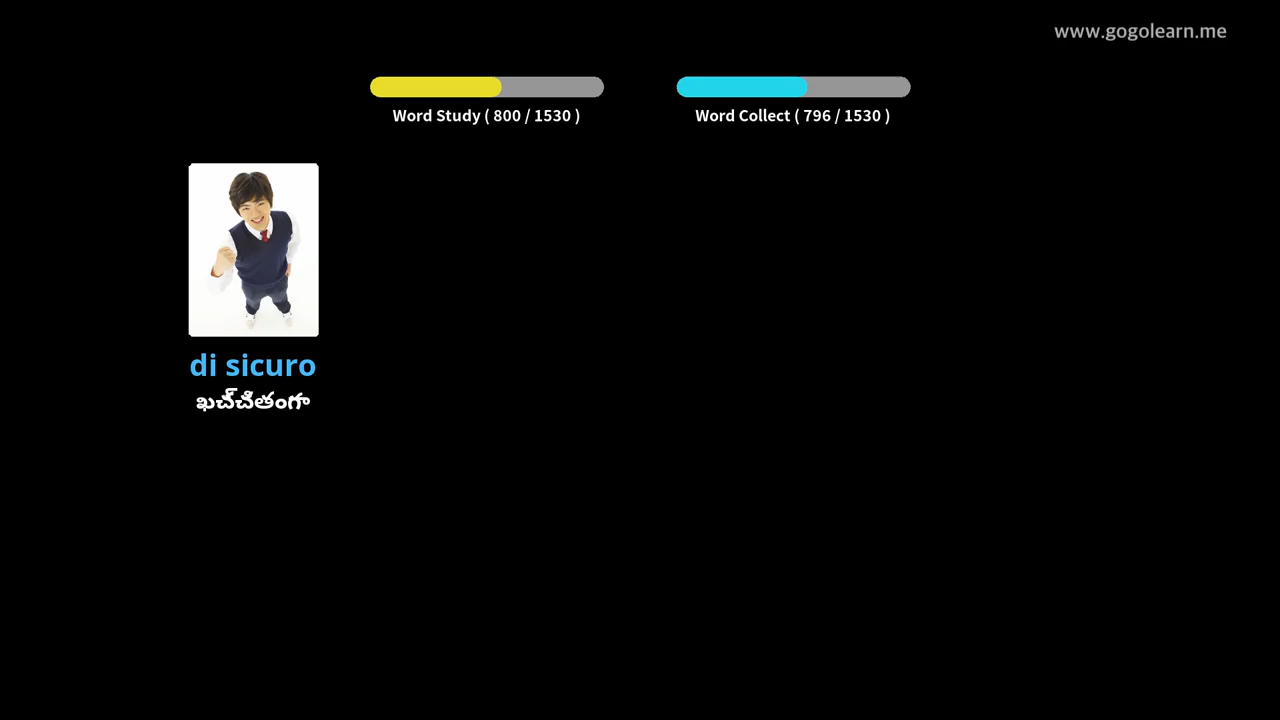 www.gogolearn.me
Word Study ( 800 / 1530 )
Word Collect ( 796 / 1530 )
di sicuro
ఖచ్చితంగా